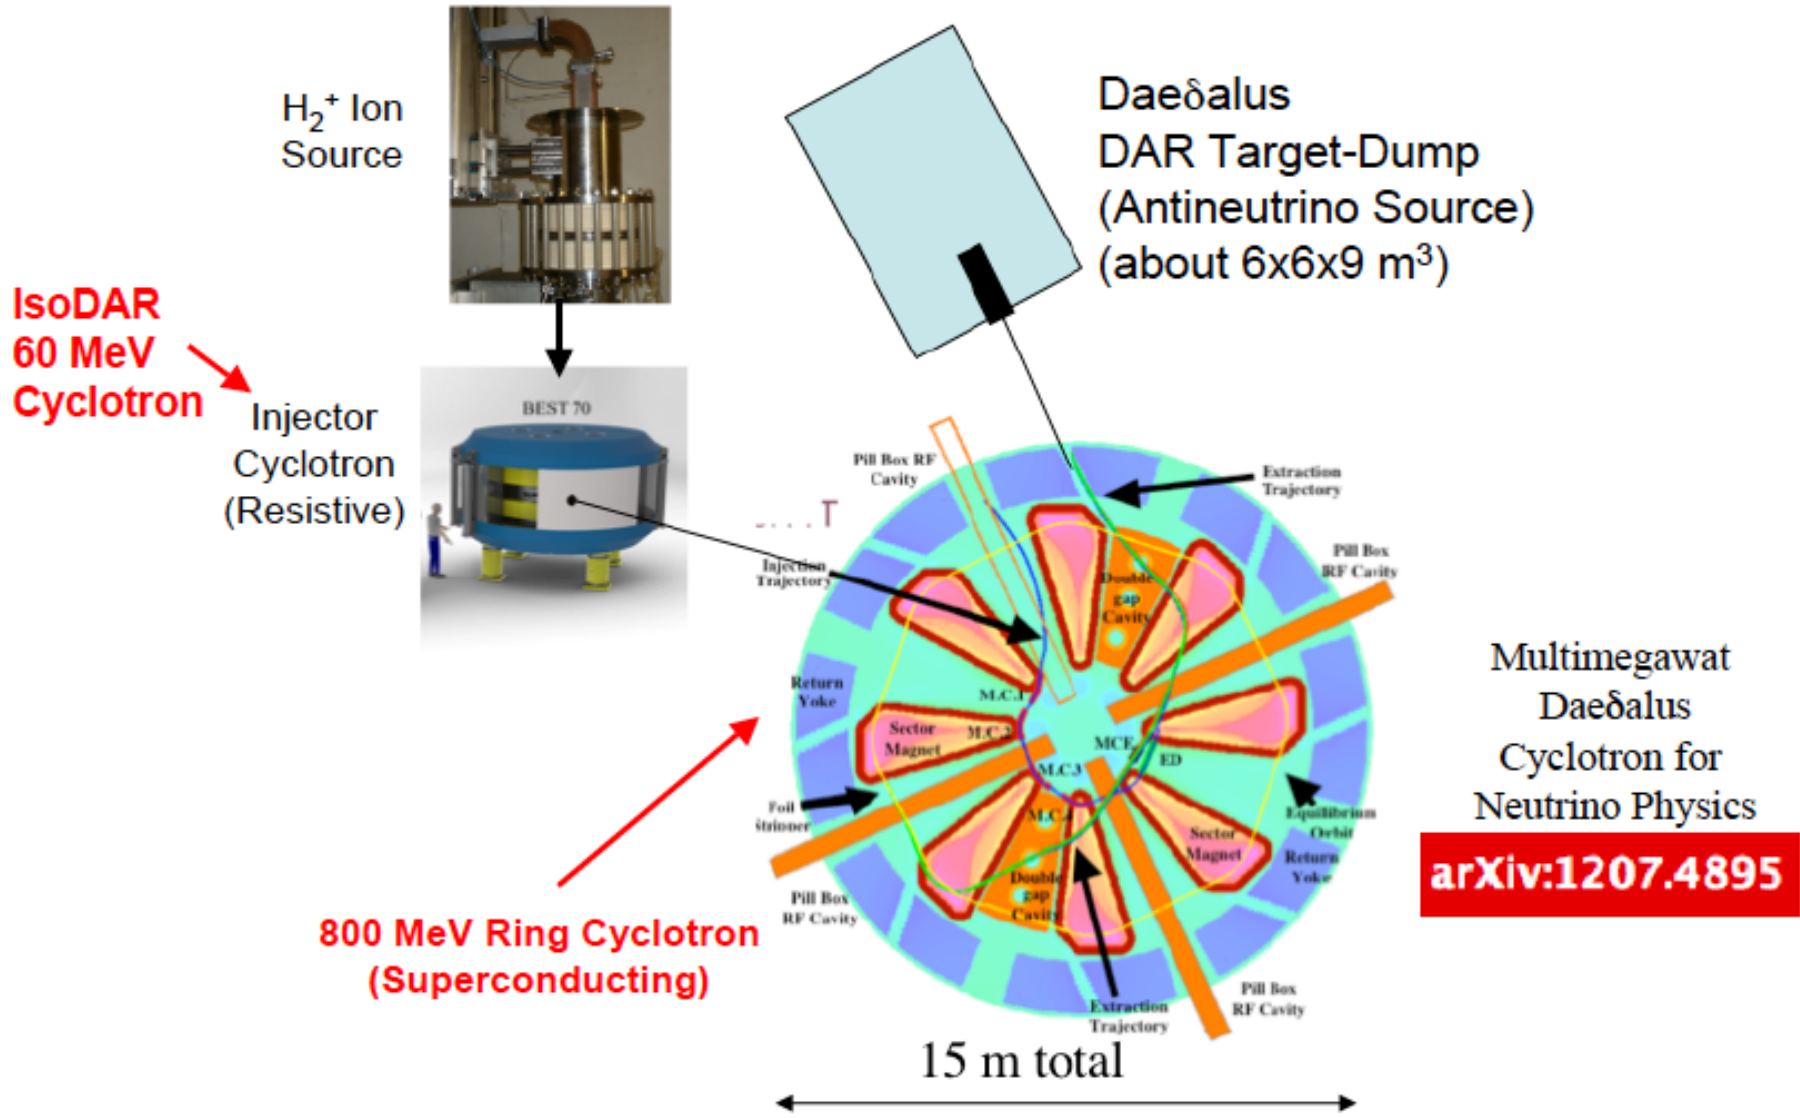 H₂⁺ Ion
Source
Daeδalus
DAR Target-Dump
(Antineutrino Source)
(about 6x6x9 m³)
IsoDAR
60 MeV
Cyclotron
Injector
Cyclotron
(Resistive)
BEST 70
Pill Box RF
Cavity
Extraction
Trajectory
T
Injection
Trajectory
Double
gap
Cavity
Pill Box
RF Cavity
Return
Yoke
M.C.1
Sector
Magnet
M.C.2
MCE
ED
M.C.3
Foil
Stripper
M.C.4
Equilibrium
Orbit
Sector
Magnet
Return
Yoke
Double
gap
Cavity
Pill Box
RF Cavity
Extraction
Trajectory
Pill Box
RF Cavity
800 MeV Ring Cyclotron
(Superconducting)
Multimegawat
Daeδalus
Cyclotron for
Neutrino Physics
arXiv:1207.4895
15 m total